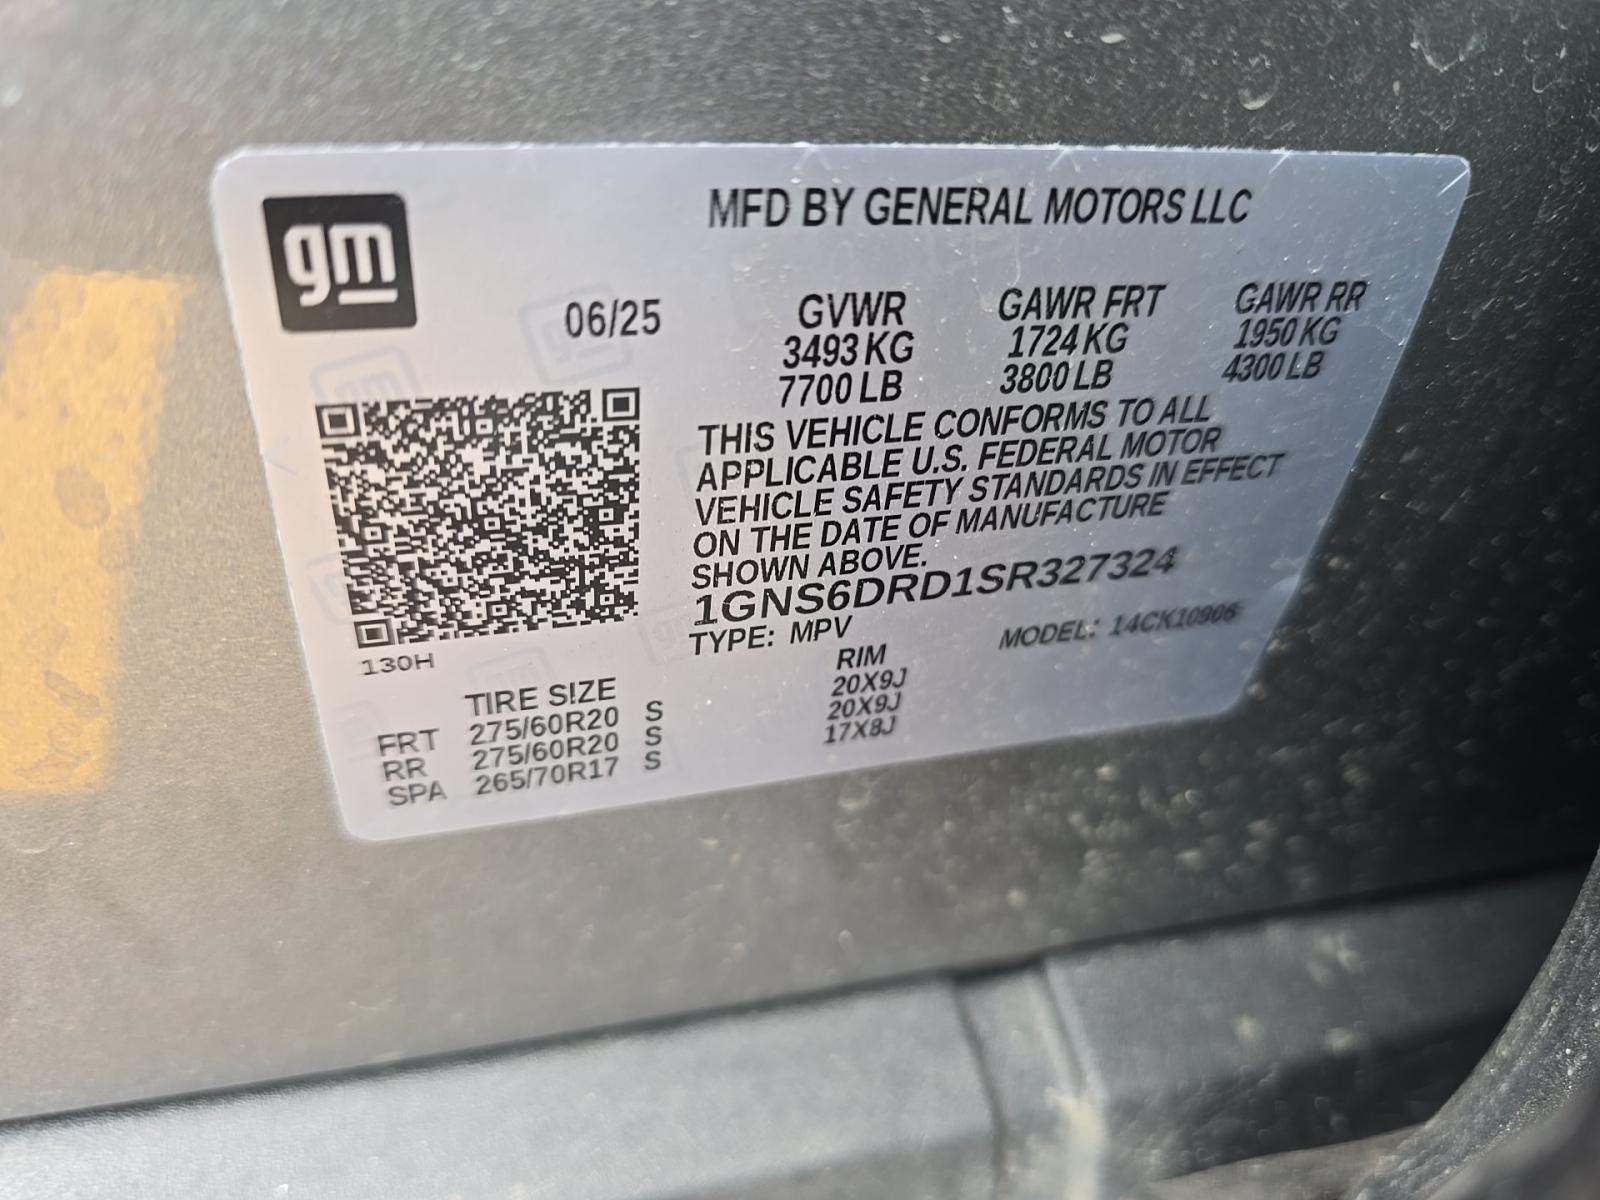 gm
MFD BY GENERAL MOTORS LLC
06/25
GVWR GAWR FRT GAWR RR
3493 KG 1724 KG 1950 KG
7700 LB 3800 LB 4300 LB
THIS VEHICLE CONFORMS TO ALL
APPLICABLE U.S. FEDERAL MOTOR
VEHICLE SAFETY STANDARDS IN EFFECT
ON THE DATE OF MANUFACTURE
SHOWN ABOVE.
1GNS6DRD1SR327324
TYPE: MPV MODEL: 14CK10906
130H
TIRE SIZE RIM
FRT 275/60R20 S 20X9J
RR 275/60R20 S 20X9J
SPA 265/70R17 S 17X8J